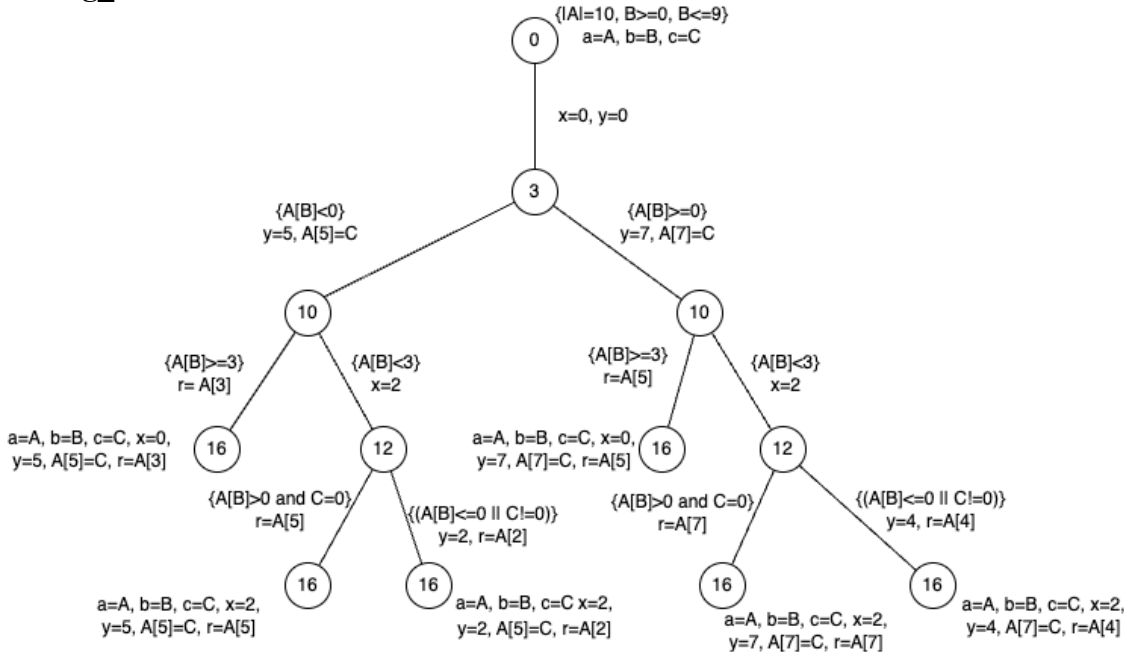 {|A|=10, B>=0, B<=9}
a=A, b=B, c=C
0
x=0, y=0
3
{A[B]<0}
y=5, A[5]=C
{A[B]>=0}
y=7, A[7]=C
10
10
{A[B]>=3}
r= A[3]
{A[B]<3}
x=2
{A[B]>=3}
r=A[5]
{A[B]<3}
x=2
a=A, b=B, c=C, x=0,
y=5, A[5]=C, r=A[3]
16
12
a=A, b=B, c=C, x=0,
y=7, A[7]=C, r=A[5]
16
12
{A[B]>0 and C=0}
r=A[5]
{(A[B]<=0 || C!=0)}
y=2, r=A[2]
{A[B]>0 and C=0}
r=A[7]
{(A[B]<=0 || C!=0)}
y=4, r=A[4]
16
16
16
16
a=A, b=B, c=C, x=2,
y=5, A[5]=C, r=A[5]
a=A, b=B, c=C x=2,
y=2, A[5]=C, r=A[2]
a=A, b=B, c=C, x=2,
y=7, A[7]=C, r=A[7]
a=A, b=B, c=C, x=2,
y=4, A[7]=C, r=A[4]